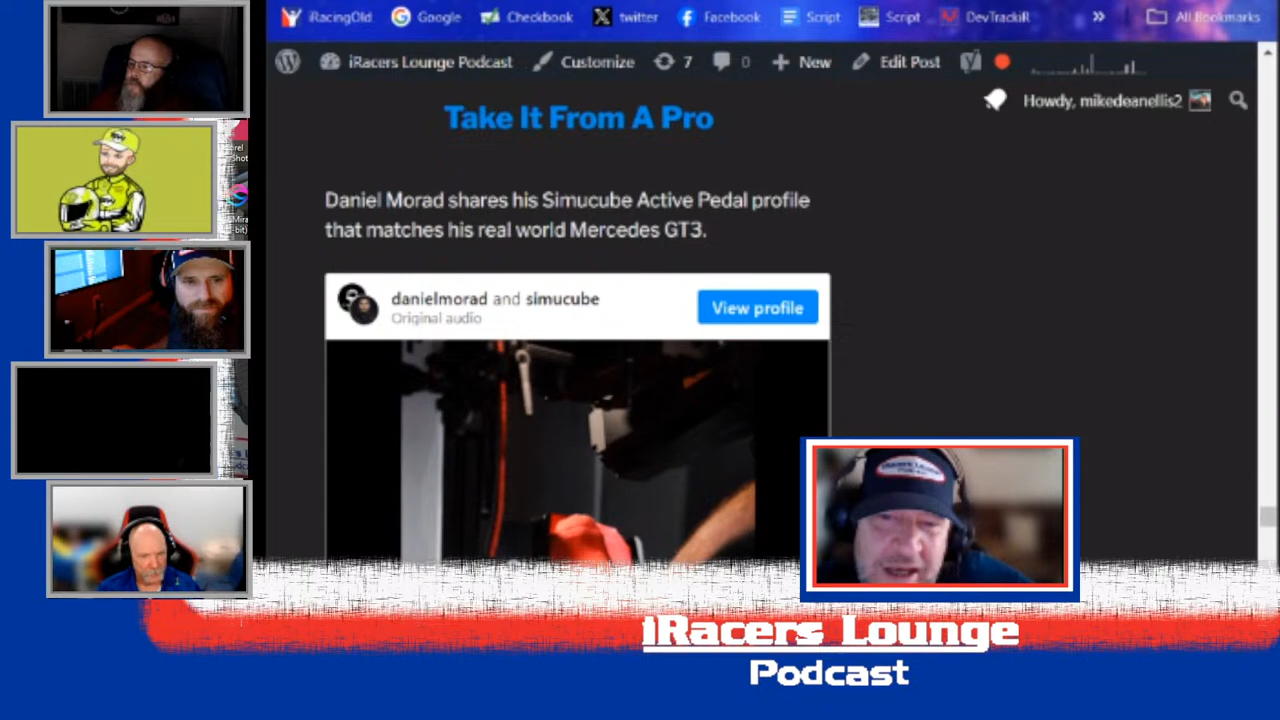 iRacingOld Google Checkbook twitter Facebook Script Script DevTrackiR » All Bookmarks
iRacers Lounge Podcast Customize 7 0 New Edit Post
Howdy, mikedeanellis2
Take It From A Pro
Daniel Morad shares his Simucube Active Pedal profile
that matches his real world Mercedes GT3.
danielmorad and simucube
Original audio
View profile
IRACERS LOUNGE
iRacers Lounge
Podcast